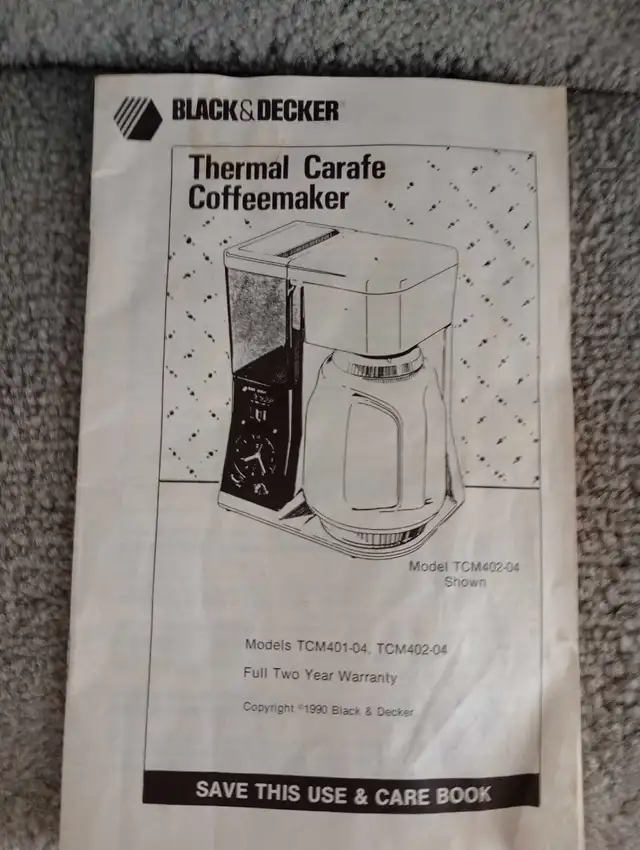 BLACK&DECKER
Thermal Carafe
Coffeemaker
Model TCM402-04
Shown
Models TCM401-04, TCM402-04
Full Two Year Warranty
Copyright ©1990 Black & Decker
SAVE THIS USE & CARE BOOK